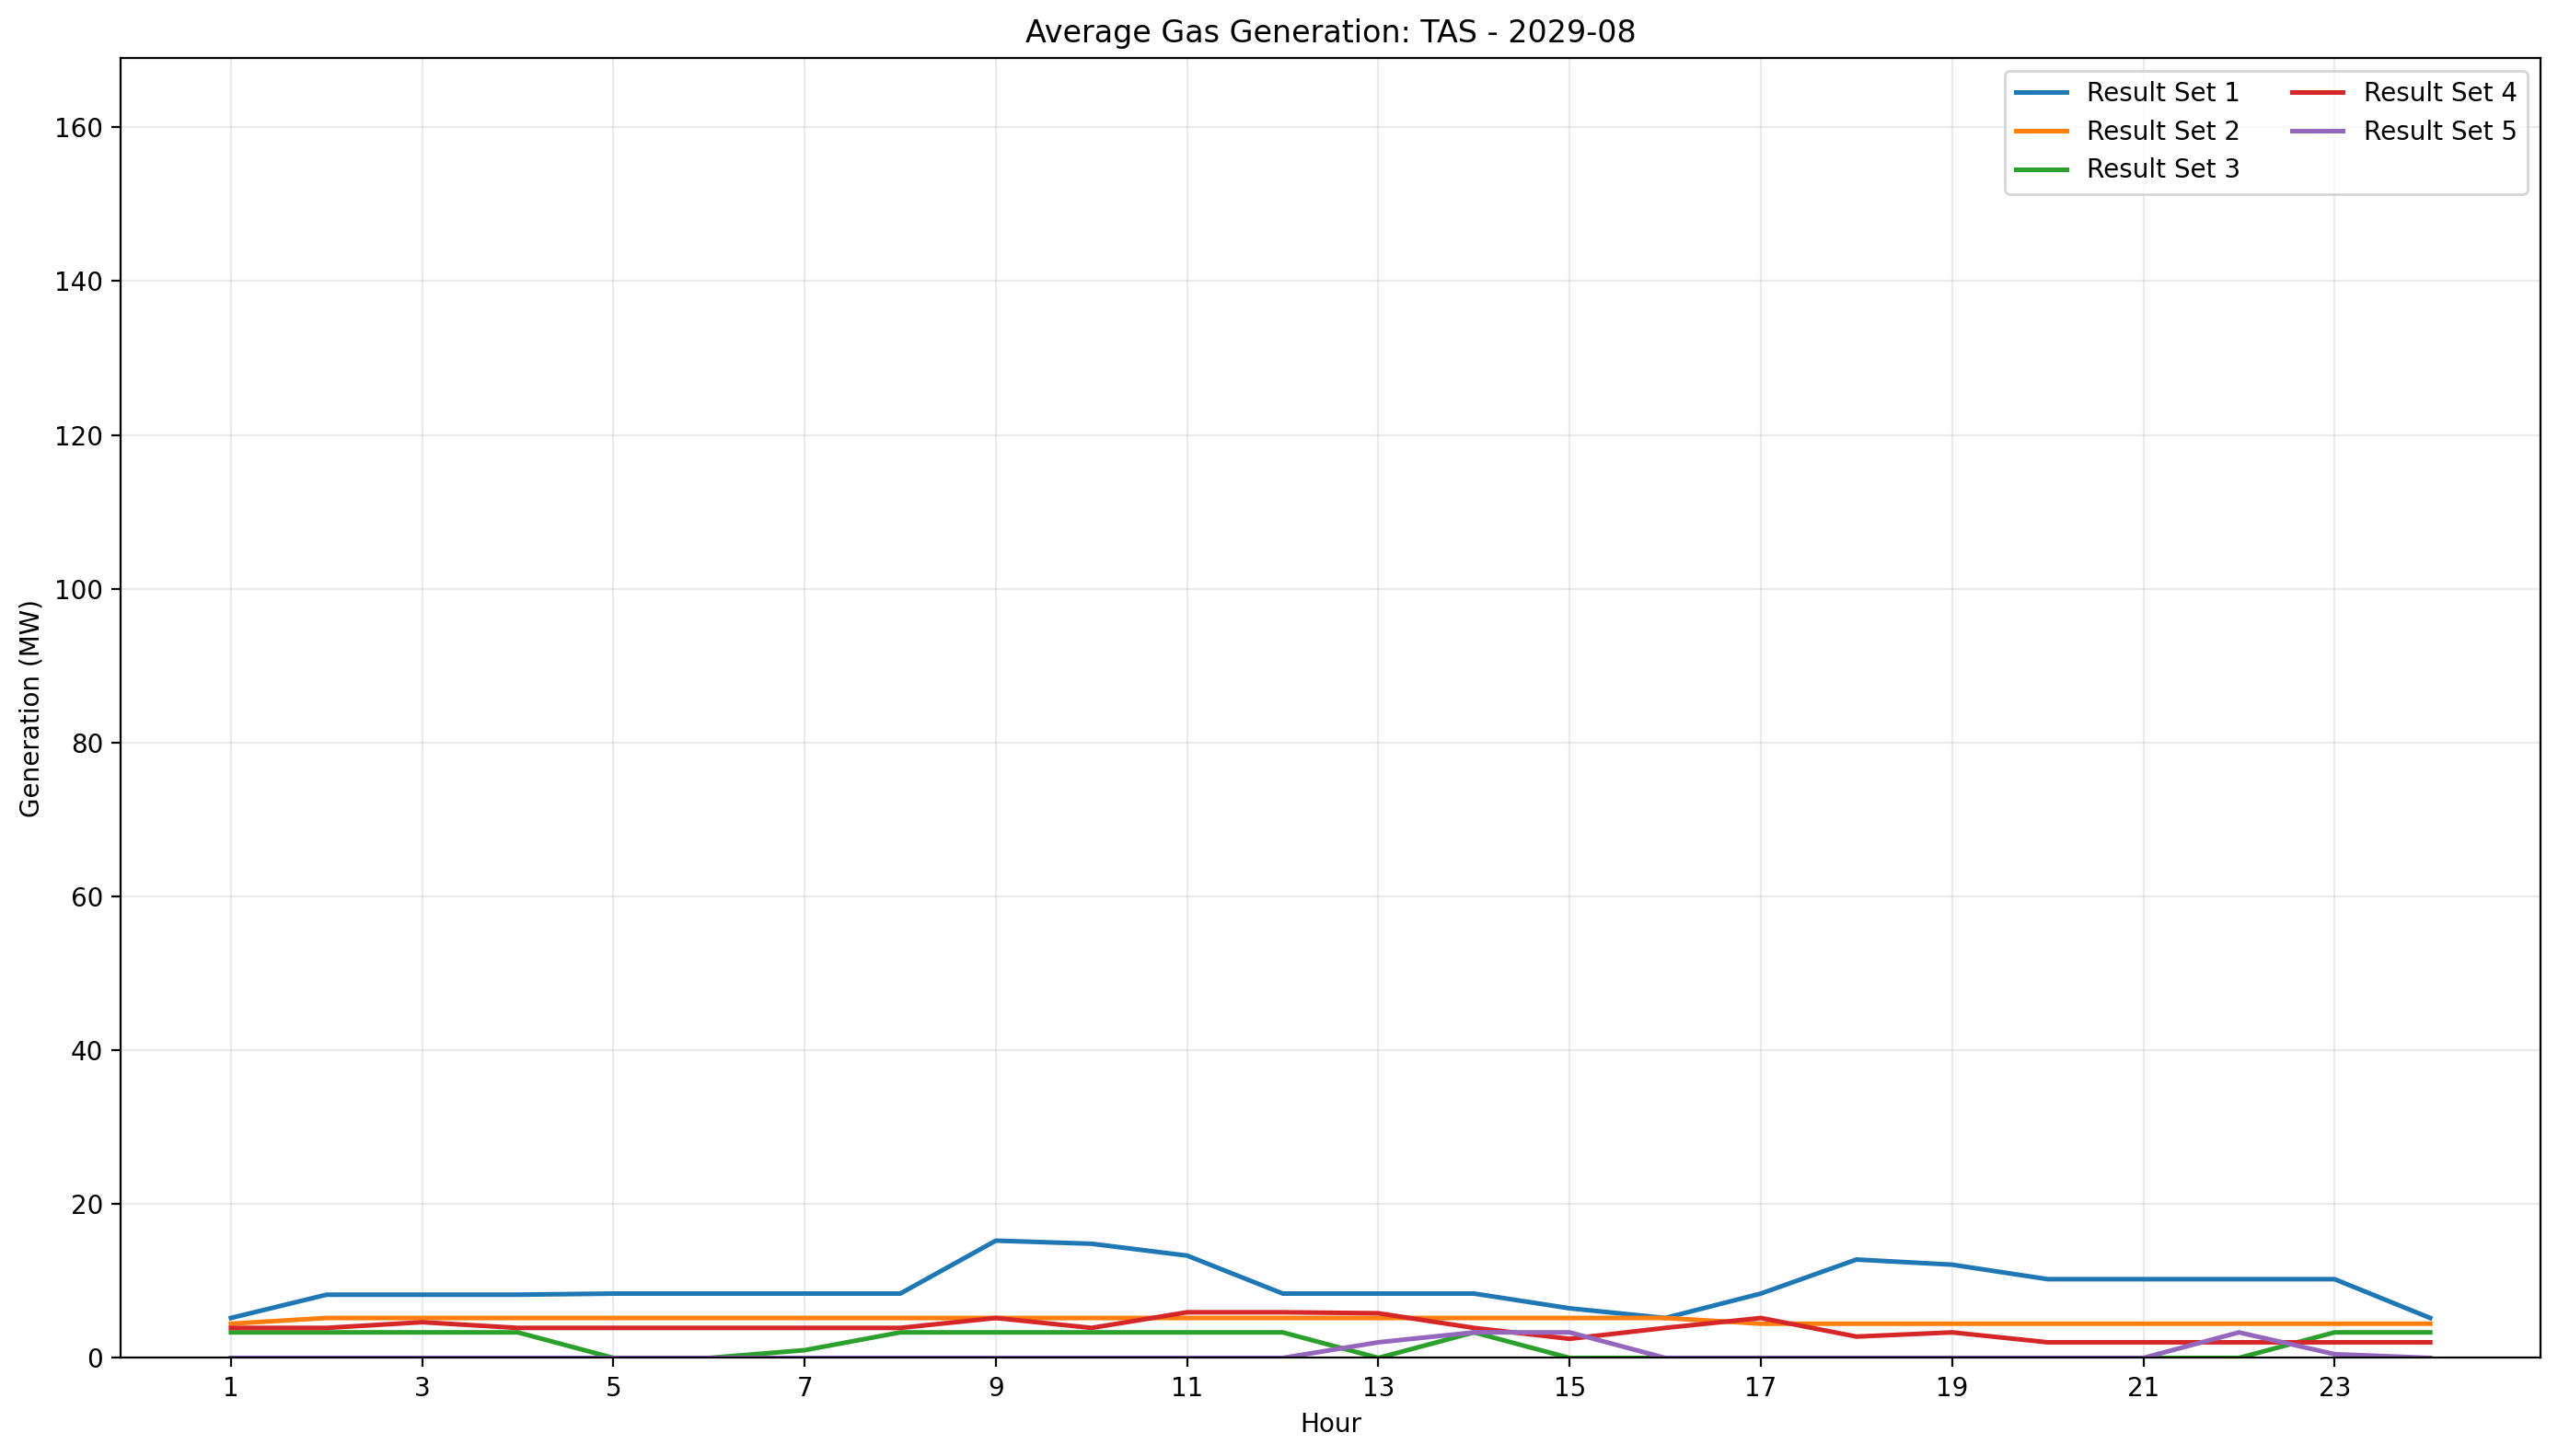 Average Gas Generation: TAS - 2029-08
Result Set 1
Result Set 2
Result Set 3
Result Set 4
Result Set 5
Generation (MW)
160
140
120
100
80
60
40
20
0
1 3 5 7 9 11 13 15 17 19 21 23
Hour